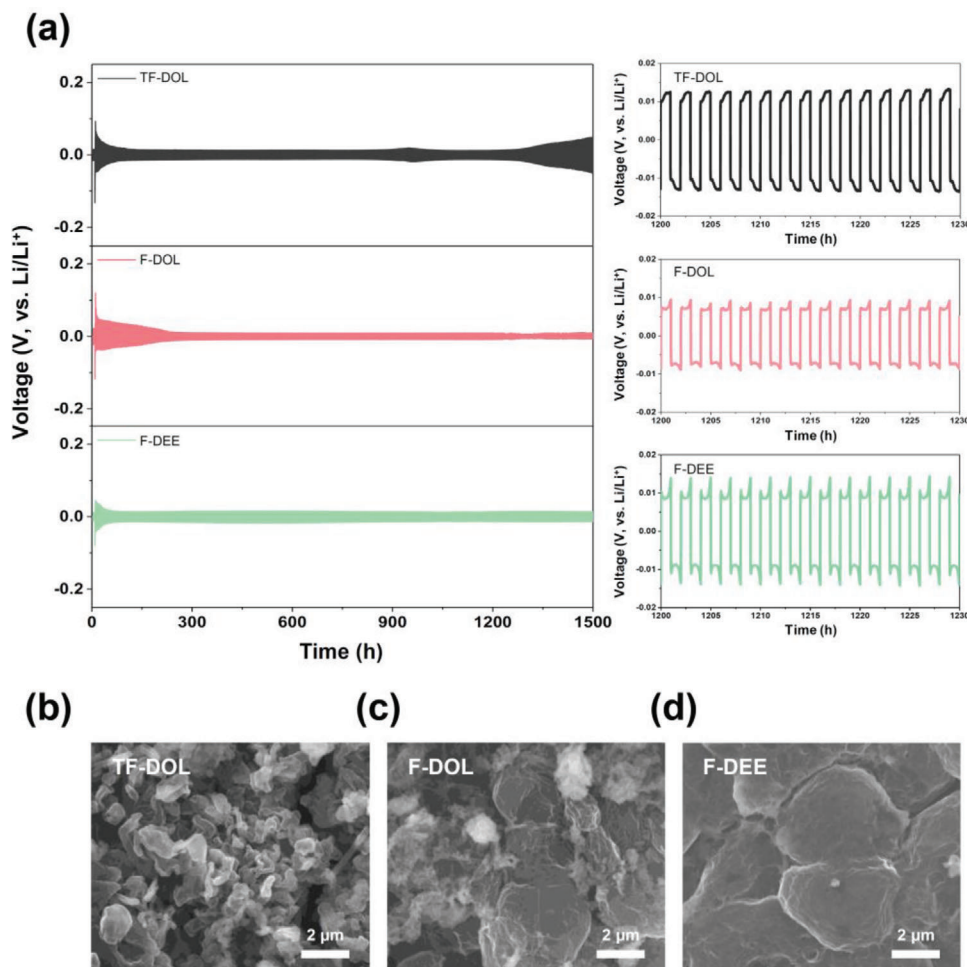 (a)
Voltage (V, vs. Li/Li⁺)
0.2
0.0
-0.2
TF-DOL
0.2
0.0
-0.2
F-DOL
0.2
0.0
-0.2
F-DEE
0 300 600 900 1200 1500
Time (h)
TF-DOL
Voltage (V, vs. Li/Li⁺)
0.02
0.01
0.00
-0.01
-0.02
1200 1205 1210 1215 1220 1225 1230
Time (h)
F-DOL
Voltage (V, vs. Li/Li⁺)
0.02
0.01
0.00
-0.01
-0.02
1200 1205 1210 1215 1220 1225 1230
Time (h)
F-DEE
Voltage (V, vs. Li/Li⁺)
0.02
0.01
0.00
-0.01
-0.02
1200 1205 1210 1215 1220 1225 1230
Time (h)
(b) (c) (d)
TF-DOL F-DOL F-DEE
2 μm 2 μm 2 μm